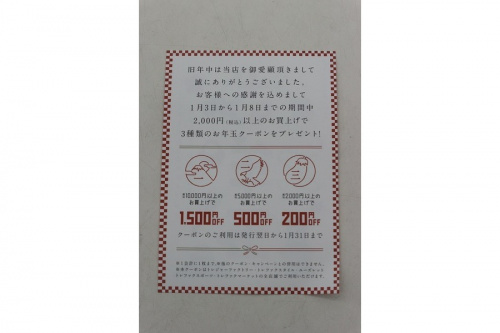 旧年中は当店を御愛顧頂きまして
誠にありがとうございました。
お客様への感謝を込めまして
1月3日から1月8日までの期間中
2,000円(税込)以上のお買上げで
3種類のお年玉クーポンをプレゼント!
一 二 三
10000円以上の お買上げで 1,500円OFF
5000円以上の お買上げで 500円OFF
2000円以上の お買上げで 200円OFF
クーポンのご利用は発行翌日から1月31日まで